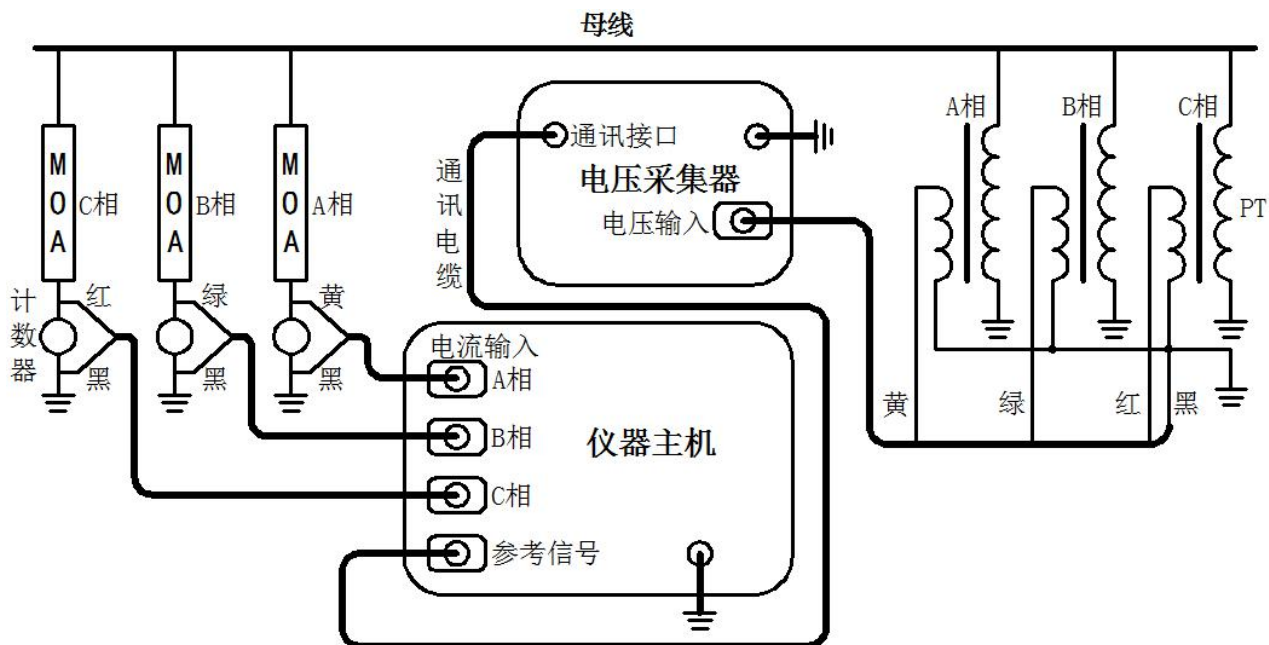 母线
MOA
C相
MOA
B相
MOA
A相
计数器
红
黑
绿
黑
黄
黑
通讯电缆
通讯接口
电压采集器
电压输入
电流输入
A相
B相
C相
参考信号
仪器主机
A相
B相
C相
PT
黄
绿
红
黑